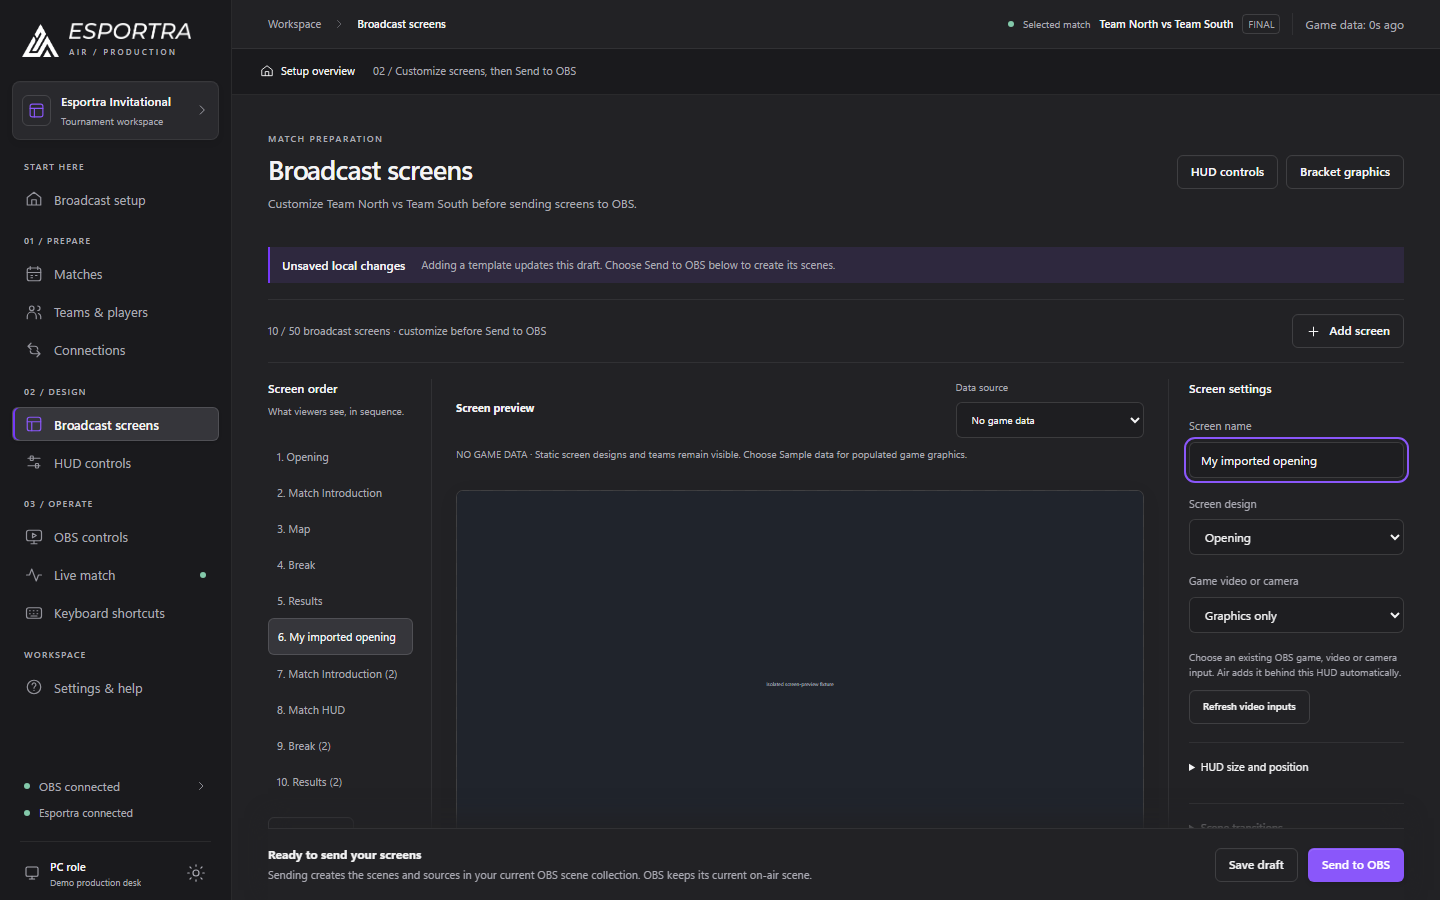 ESPORTRA
AIR / PRODUCTION
Esportra Invitational
Tournament workspace
START HERE
Broadcast setup
01 / PREPARE
Matches
Teams & players
Connections
02 / DESIGN
Broadcast screens
HUD controls
03 / OPERATE
OBS controls
Live match
Keyboard shortcuts
WORKSPACE
Settings & help
OBS connected
Esportra connected
PC role
Demo production desk
Workspace
Broadcast screens
Selected match Team North vs Team South FINAL
Game data: 0s ago
Setup overview
02 / Customize screens, then Send to OBS
MATCH PREPARATION
Broadcast screens
Customize Team North vs Team South before sending screens to OBS.
HUD controls
Bracket graphics
Unsaved local changes Adding a template updates this draft. Choose Send to OBS below to create its scenes.
10 / 50 broadcast screens · customize before Send to OBS
Add screen
Screen order
What viewers see, in sequence.
1. Opening
2. Match Introduction
3. Map
4. Break
5. Results
6. My imported opening
7. Match Introduction (2)
8. Match HUD
9. Break (2)
10. Results (2)
Screen preview
Data source
No game data
NO GAME DATA · Static screen designs and teams remain visible. Choose Sample data for populated game graphics.
Isolated screen-preview fixture
Screen settings
Screen name
My imported opening
Screen design
Opening
Game video or camera
Graphics only
Choose an existing OBS game, video or camera
input. Air adds it behind this HUD automatically.
Refresh video inputs
HUD size and position
Scene transitions
Ready to send your screens
Sending creates the scenes and sources in your current OBS scene collection. OBS keeps its current on-air scene.
Save draft
Send to OBS